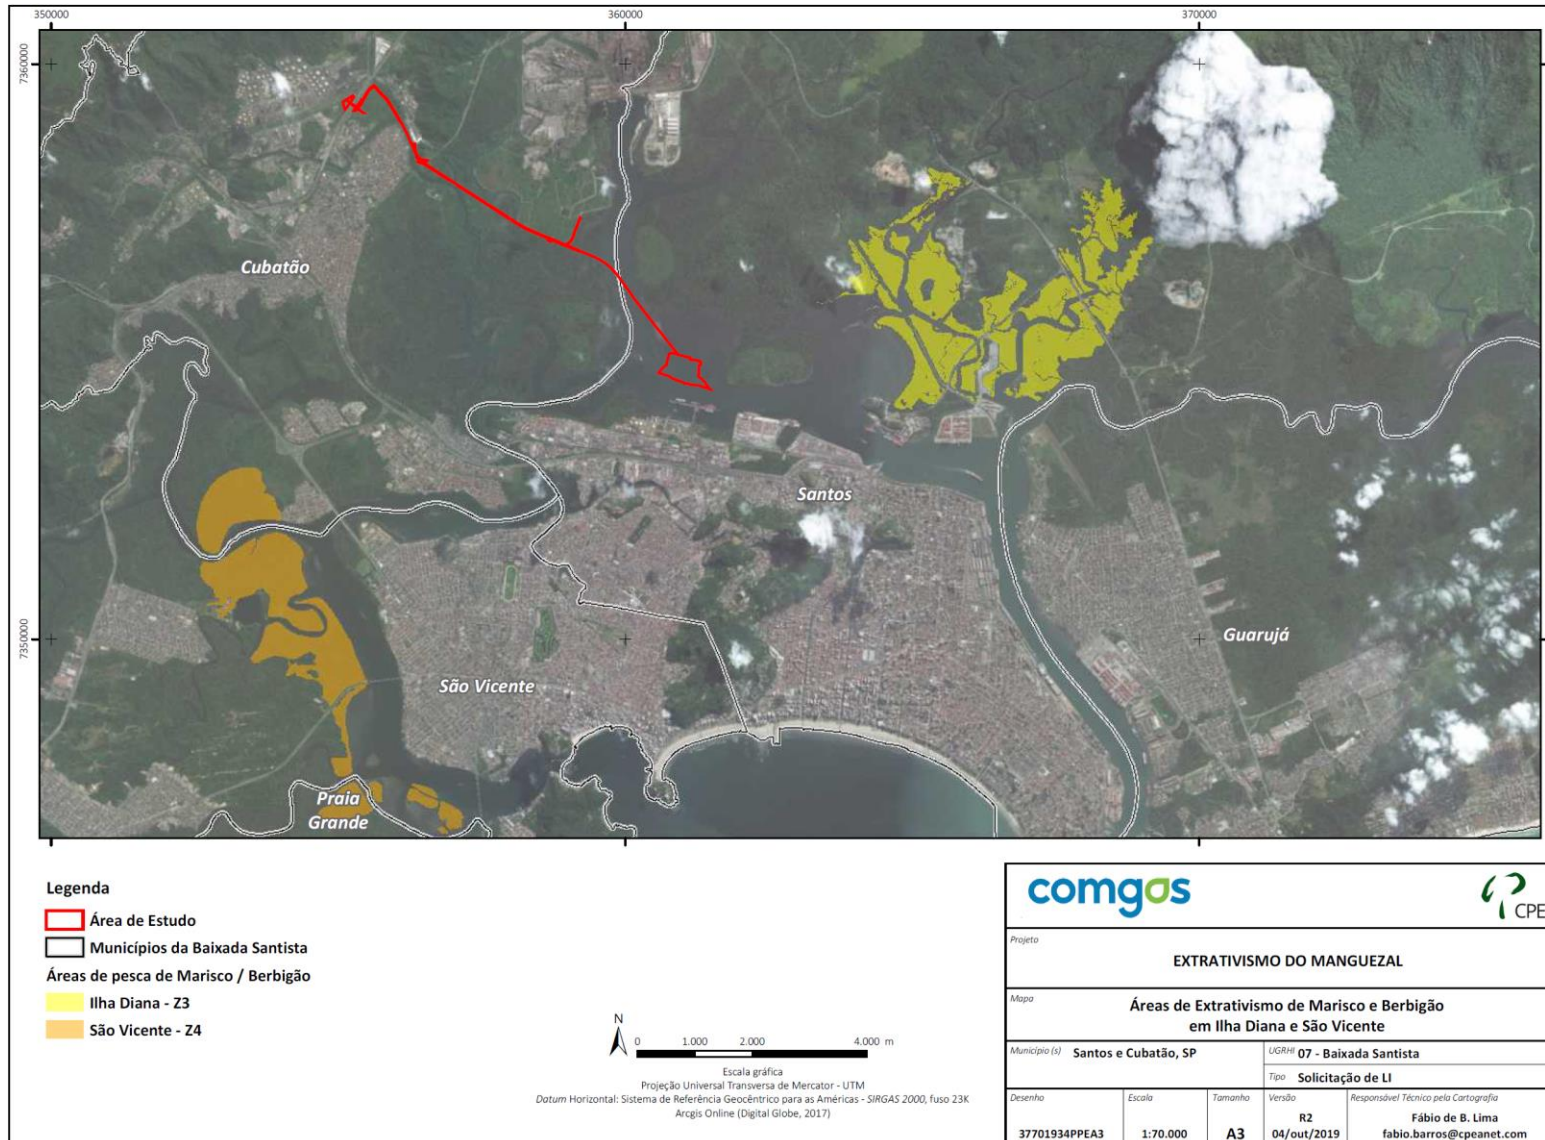 350000
360000
370000
7360000
7350000
Cubatão
Santos
Guarujá
São Vicente
Praia
Grande
Legenda
Área de Estudo
Municípios da Baixada Santista
Áreas de pesca de Marisco / Berbigão
Ilha Diana - Z3
São Vicente - Z4
N
0 1.000 2.000 4.000 m
Escala gráfica
Projeção Universal Transversa de Mercator - UTM
Datum Horizontal: Sistema de Referência Geocêntrico para as Américas - SIRGAS 2000, fuso 23K
Arcgis Online (Digital Globe, 2017)
comgas
CPE
Projeto
EXTRATIVISMO DO MANGUEZAL
Mapa
Áreas de Extrativismo de Marisco e Berbigão
em Ilha Diana e São Vicente
Município (s) Santos e Cubatão, SP
UGRHI 07 - Baixada Santista
Tipo Solicitação de LI
Desenho
37701934PPEA3
Escala
1:70.000
Tamanho
A3
Versão
R2
04/out/2019
Responsável Técnico pela Cartografia
Fábio de B. Lima
fabio.barros@cpeanet.com